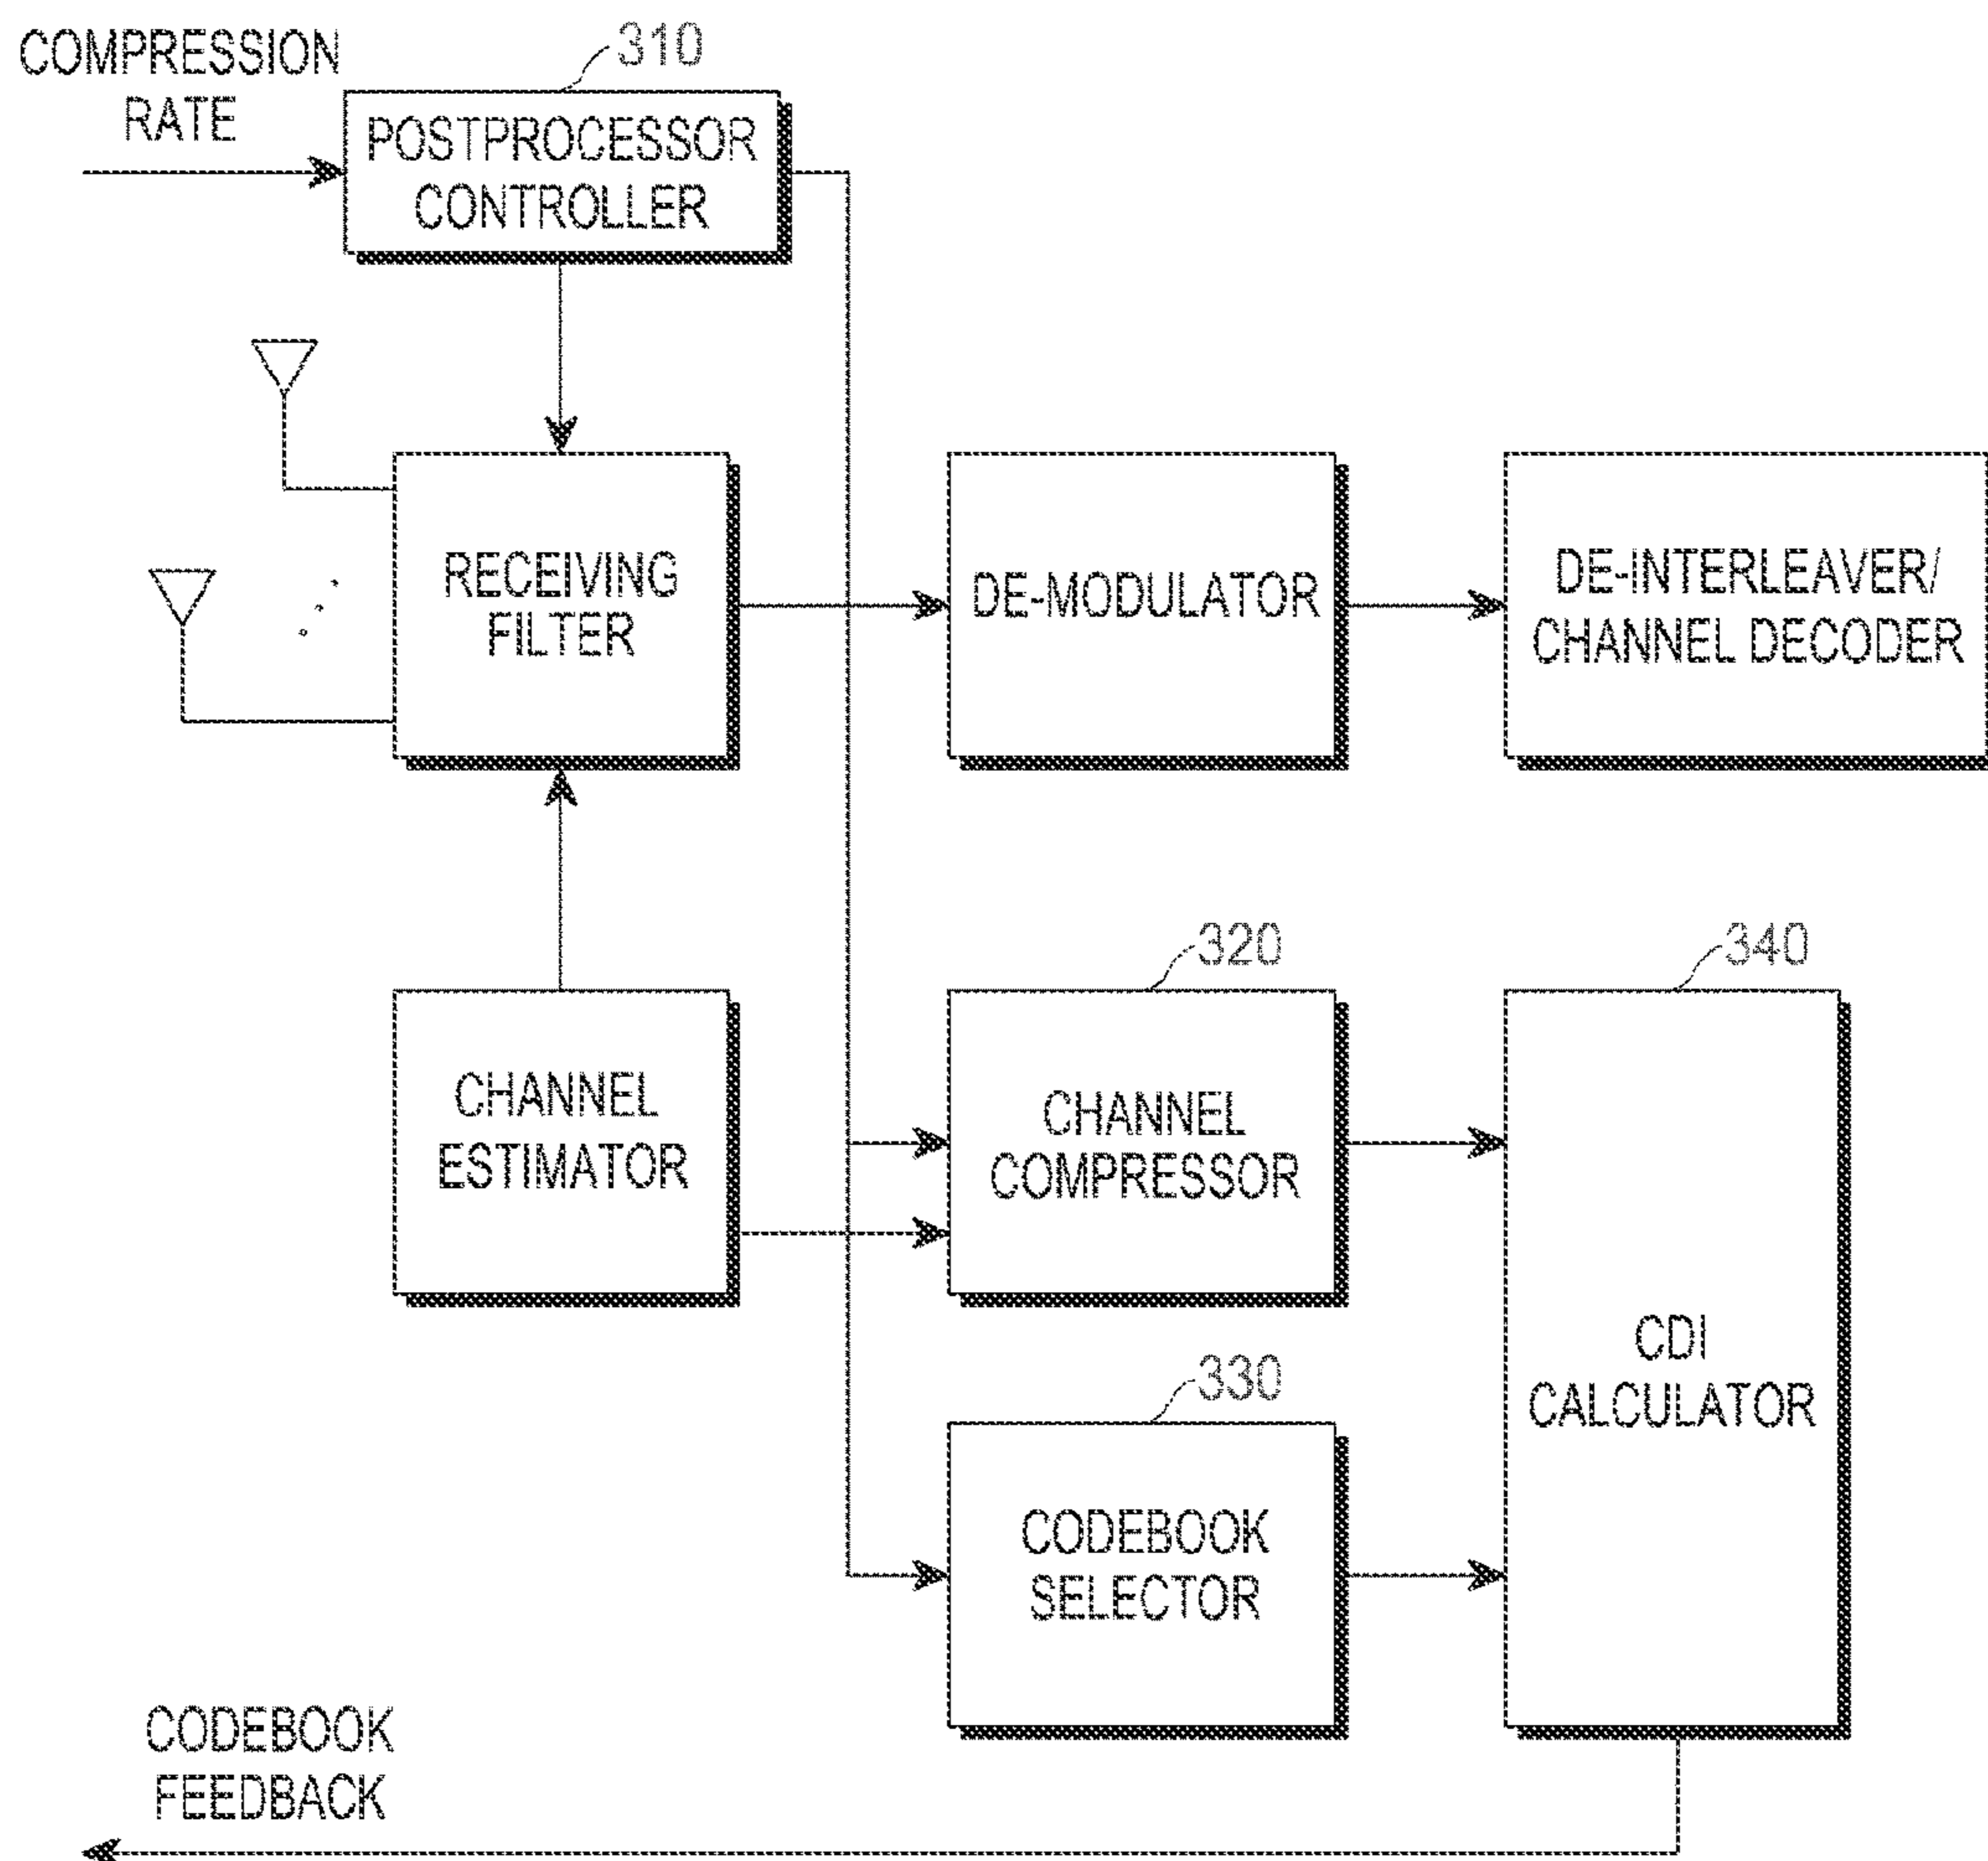 COMPRESSION
RATE
310
POSTPROCESSOR
CONTROLLER
RECEIVING
FILTER
DE-MODULATOR
DE-INTERLEAVER/
CHANNEL DECODER
CHANNEL
ESTIMATOR
320
CHANNEL
COMPRESSOR
340
CDI
CALCULATOR
330
CODEBOOK
SELECTOR
CODEBOOK
FEEDBACK